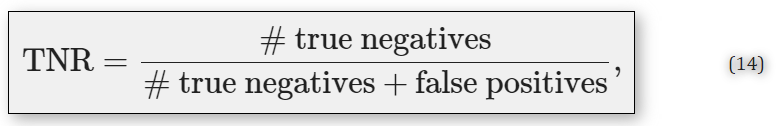 TNR = # true negatives / # true negatives + false positives, (14)